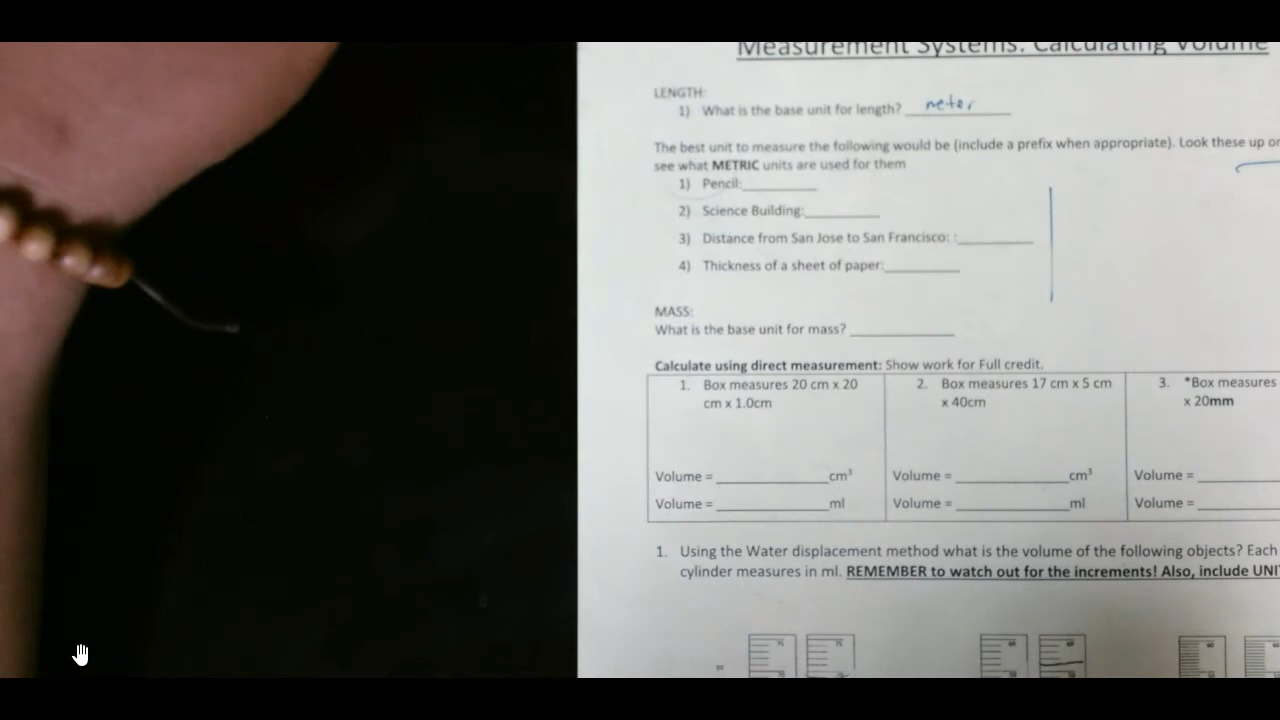 Measurement Systems: Calculating Volume
LENGTH:
1) What is the base unit for length? meter
The best unit to measure the following would be (include a prefix when appropriate). Look these up or
see what METRIC units are used for them
1) Pencil:
2) Science Building:
3) Distance from San Jose to San Francisco: :
4) Thickness of a sheet of paper:
MASS:
What is the base unit for mass?
Calculate using direct measurement: Show work for Full credit.
1. Box measures 20 cm x 20 2. Box measures 17 cm x 5 cm 3. *Box measures
cm x 1.0cm x 40cm x 20mm
Volume = cm³ Volume = cm³ Volume =
Volume = ml Volume = ml Volume =
1. Using the Water displacement method what is the volume of the following objects? Each
cylinder measures in ml. REMEMBER to watch out for the increments! Also, include UNI